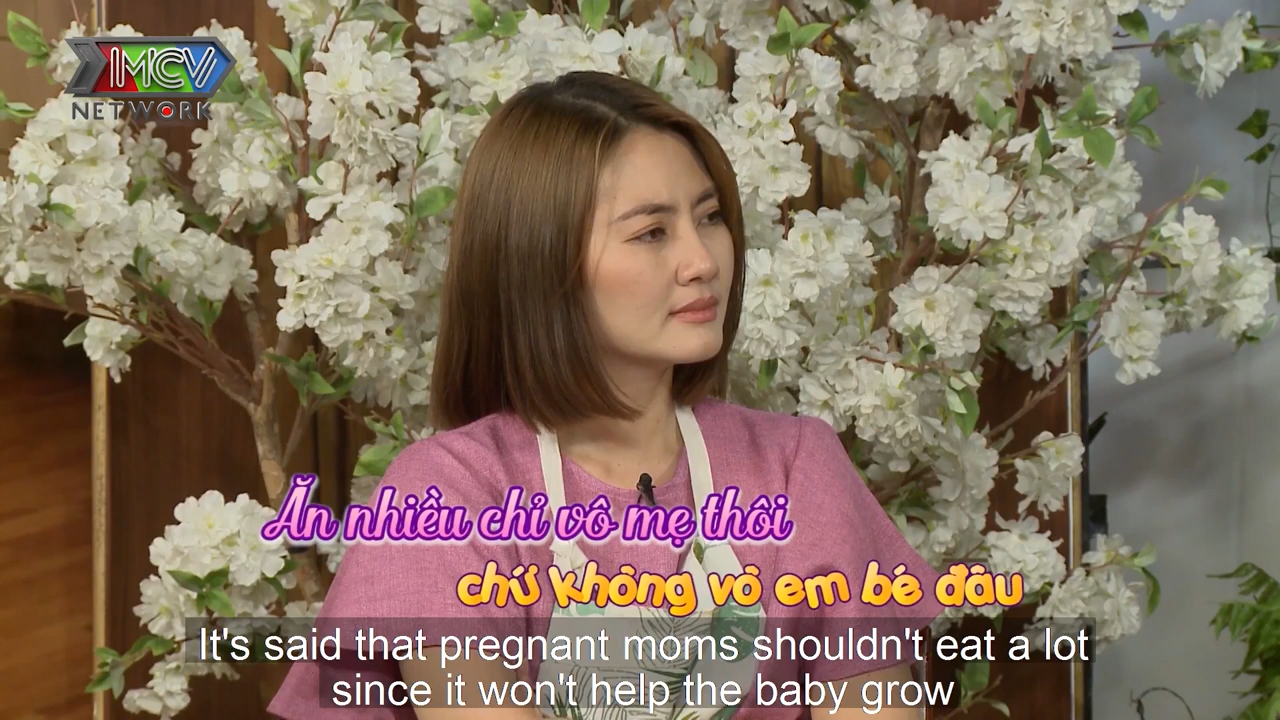 MCV
NETWORK
Ăn nhiều chỉ vô mẹ thôi
chứ không vô em bé đâu
It's said that pregnant moms shouldn't eat a lot
since it won't help the baby grow